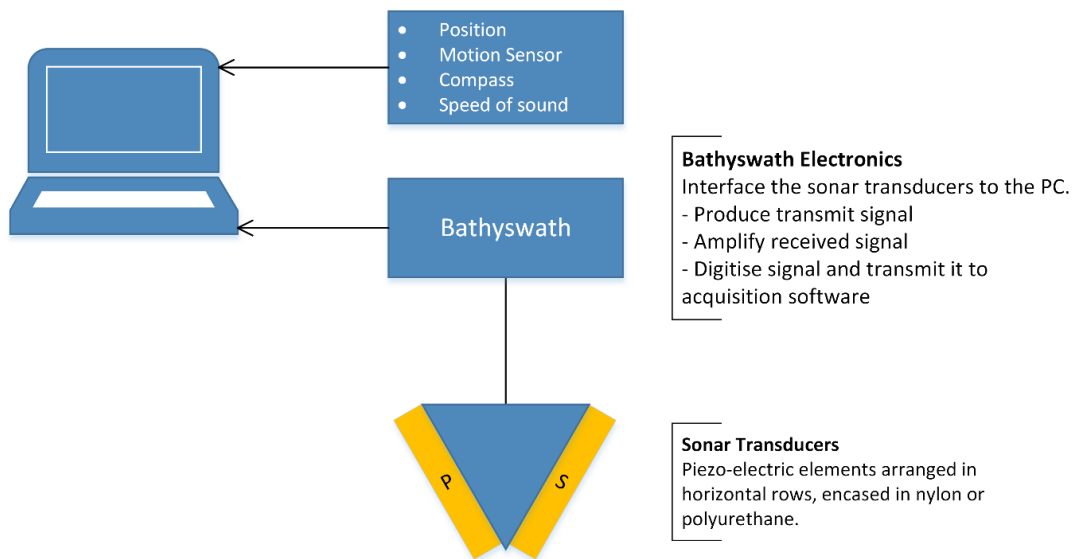 • Position
• Motion Sensor
• Compass
• Speed of sound
Bathyswath Electronics
Interface the sonar transducers to the PC.
- Produce transmit signal
- Amplify received signal
- Digitise signal and transmit it to
acquisition software
Bathyswath
P
S
Sonar Transducers
Piezo-electric elements arranged in
horizontal rows, encased in nylon or
polyurethane.